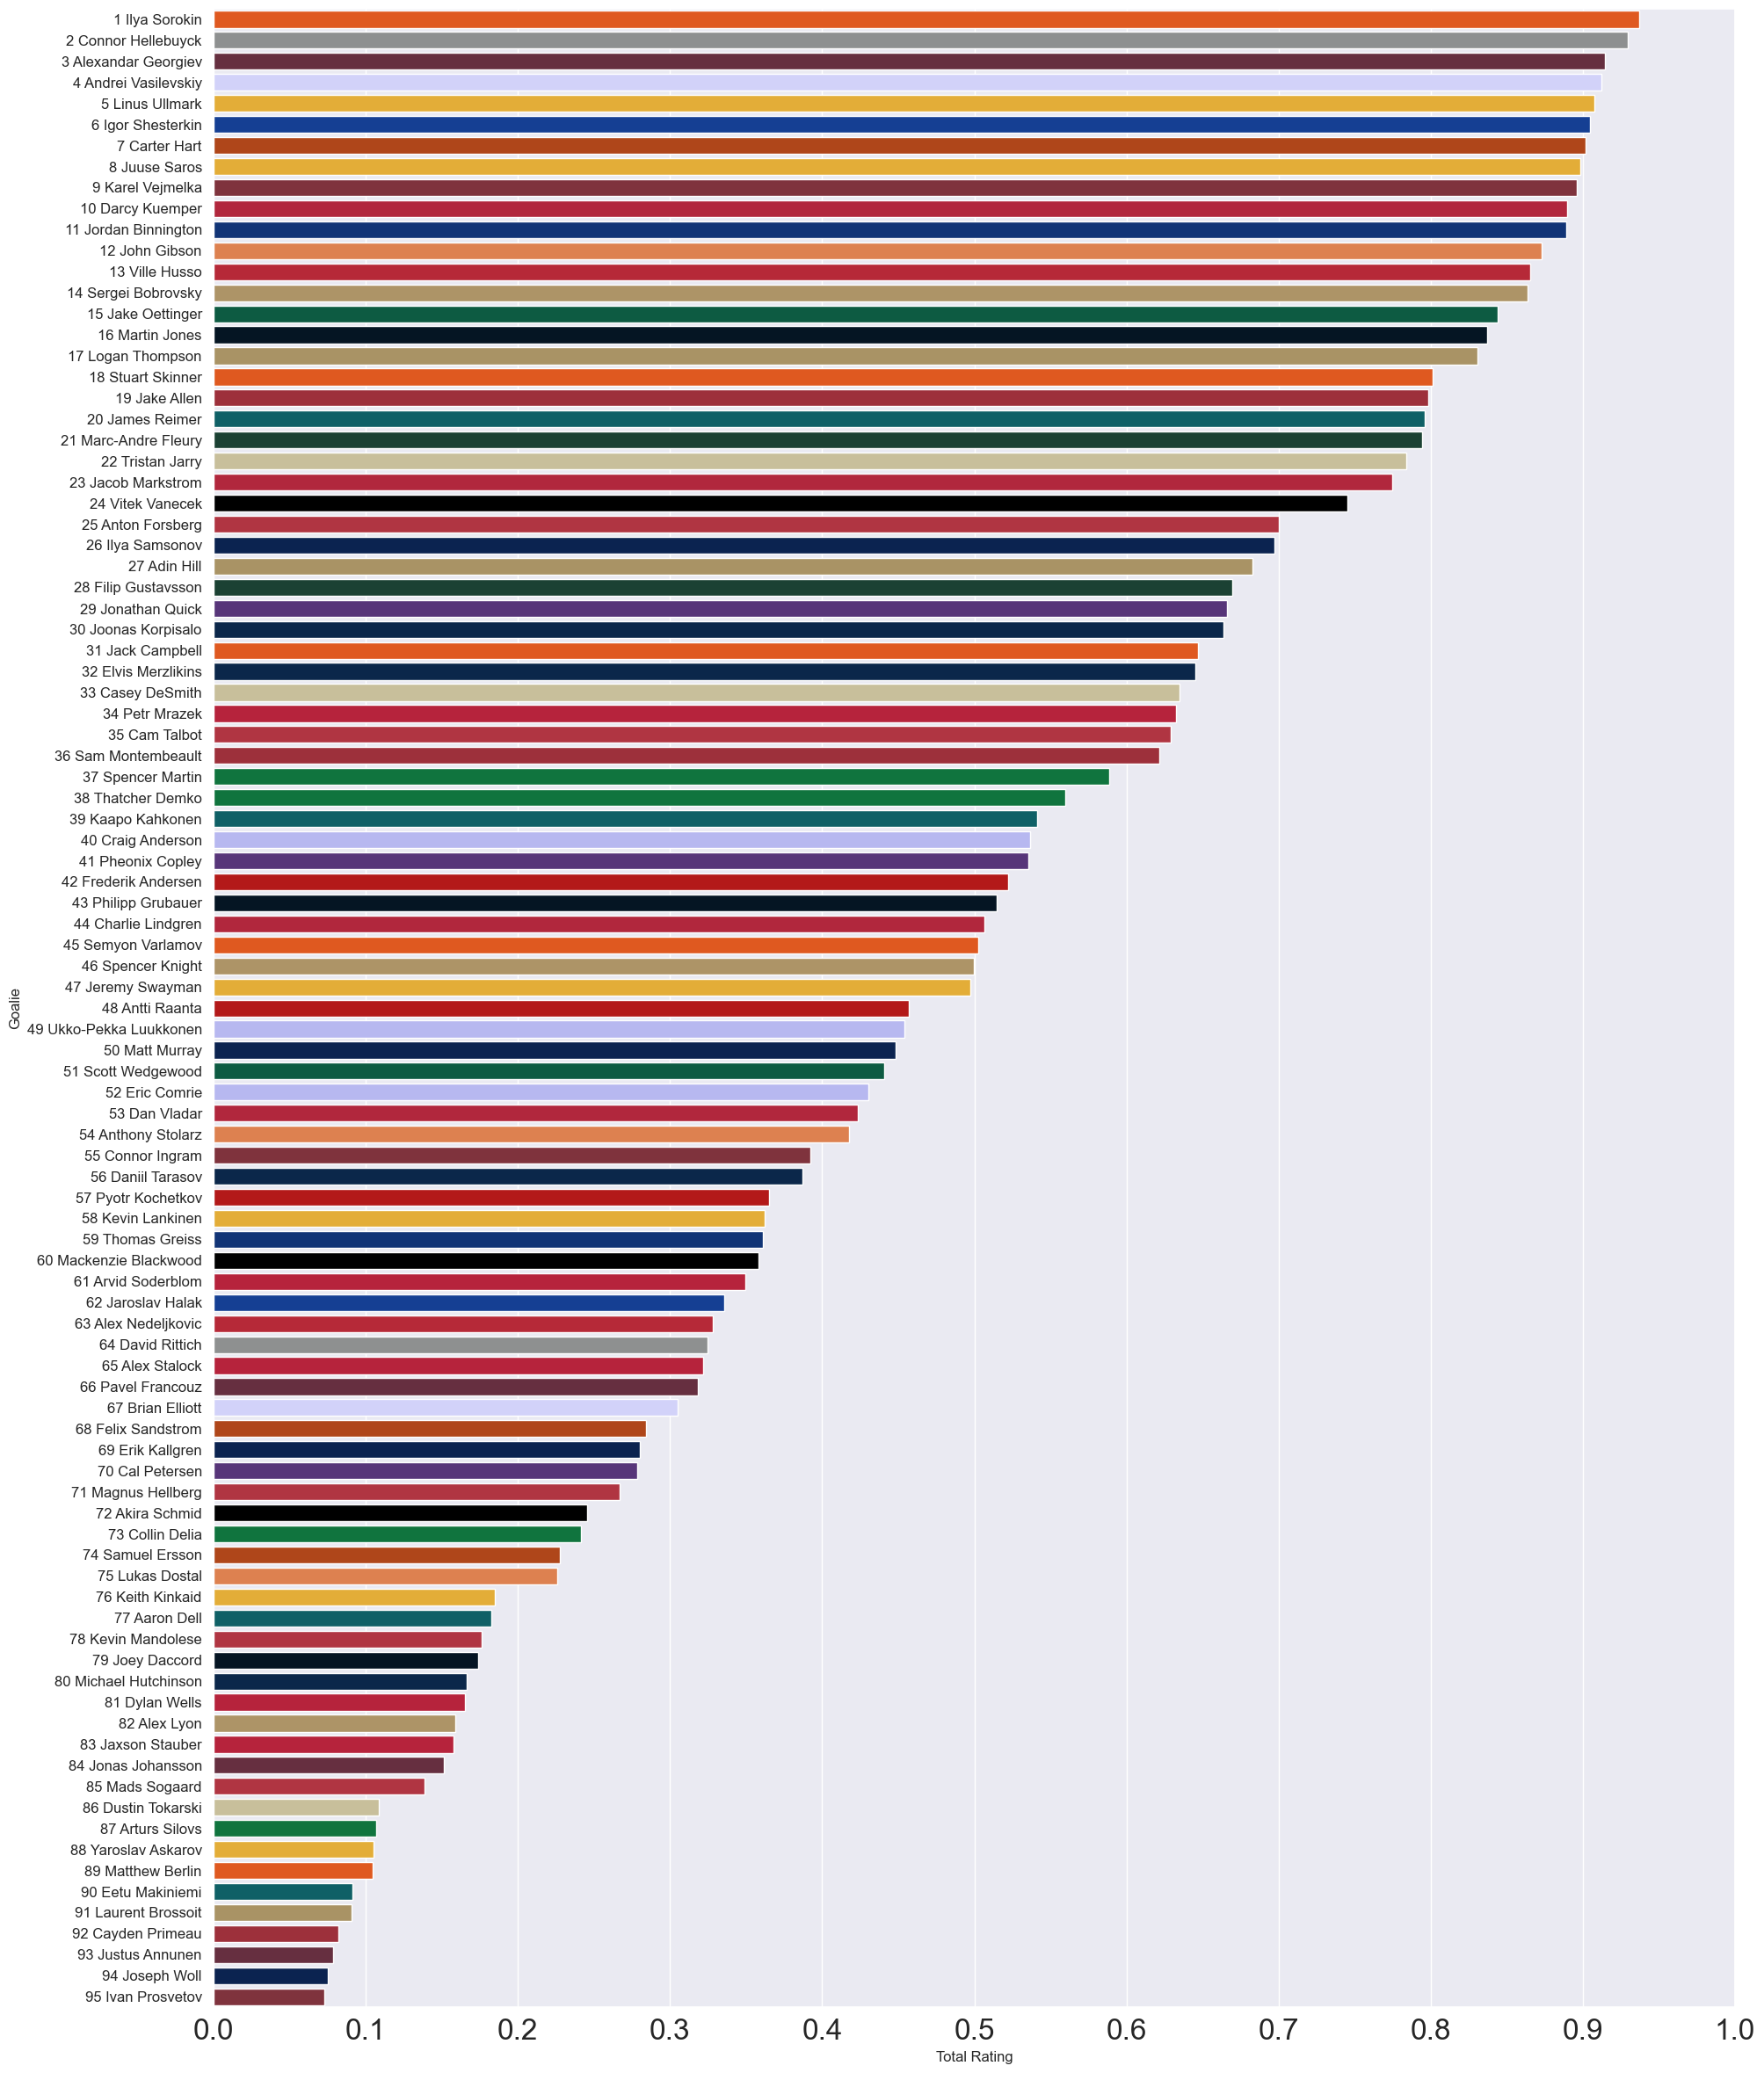 1 Ilya Sorokin
2 Connor Hellebuyck
3 Alexandar Georgiev
4 Andrei Vasilevskiy
5 Linus Ullmark
6 Igor Shesterkin
7 Carter Hart
8 Juuse Saros
9 Karel Vejmelka
10 Darcy Kuemper
11 Jordan Binnington
12 John Gibson
13 Ville Husso
14 Sergei Bobrovsky
15 Jake Oettinger
16 Martin Jones
17 Logan Thompson
18 Stuart Skinner
19 Jake Allen
20 James Reimer
21 Marc-Andre Fleury
22 Tristan Jarry
23 Jacob Markstrom
24 Vitek Vanecek
25 Anton Forsberg
26 Ilya Samsonov
27 Adin Hill
28 Filip Gustavsson
29 Jonathan Quick
30 Joonas Korpisalo
31 Jack Campbell
32 Elvis Merzlikins
33 Casey DeSmith
34 Petr Mrazek
35 Cam Talbot
36 Sam Montembeault
37 Spencer Martin
38 Thatcher Demko
39 Kaapo Kahkonen
40 Craig Anderson
41 Pheonix Copley
42 Frederik Andersen
43 Philipp Grubauer
44 Charlie Lindgren
45 Semyon Varlamov
46 Spencer Knight
47 Jeremy Swayman
48 Antti Raanta
49 Ukko-Pekka Luukkonen
50 Matt Murray
51 Scott Wedgewood
52 Eric Comrie
53 Dan Vladar
54 Anthony Stolarz
55 Connor Ingram
56 Daniil Tarasov
57 Pyotr Kochetkov
58 Kevin Lankinen
59 Thomas Greiss
60 Mackenzie Blackwood
61 Arvid Soderblom
62 Jaroslav Halak
63 Alex Nedeljkovic
64 David Rittich
65 Alex Stalock
66 Pavel Francouz
67 Brian Elliott
68 Felix Sandstrom
69 Erik Kallgren
70 Cal Petersen
71 Magnus Hellberg
72 Akira Schmid
73 Collin Delia
74 Samuel Ersson
75 Lukas Dostal
76 Keith Kinkaid
77 Aaron Dell
78 Kevin Mandolese
79 Joey Daccord
80 Michael Hutchinson
81 Dylan Wells
82 Alex Lyon
83 Jaxson Stauber
84 Jonas Johansson
85 Mads Sogaard
86 Dustin Tokarski
87 Arturs Silovs
88 Yaroslav Askarov
89 Matthew Berlin
90 Eetu Makiniemi
91 Laurent Brossoit
92 Cayden Primeau
93 Justus Annunen
94 Joseph Woll
95 Ivan Prosvetov
Goalie
0.0 0.1 0.2 0.3 0.4 0.5 0.6 0.7 0.8 0.9 1.0
Total Rating